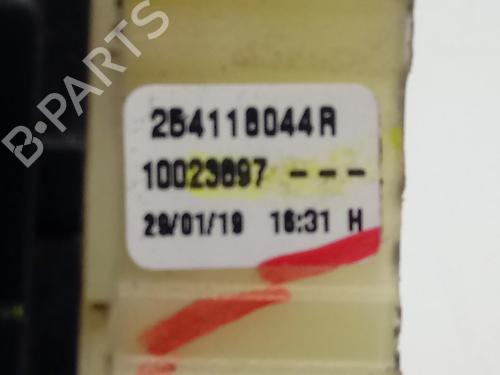 B-PARTS
254118044R
10023897 ---
29/01/19 16:31 H